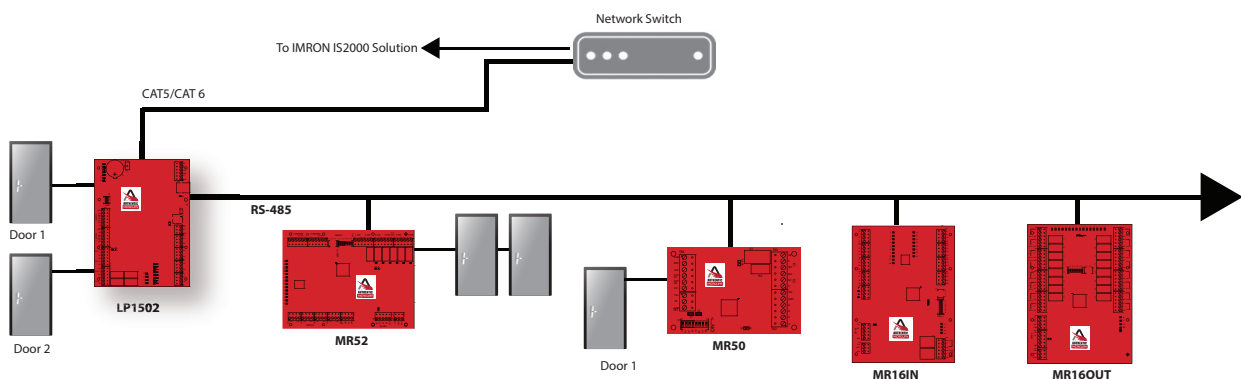 Network Switch
To IMRON IS2000 Solution
CAT5/CAT 6
Door 1
RS-485
LP1502
Door 2
MR52
Door 1
MR50
MR16IN
MR16OUT